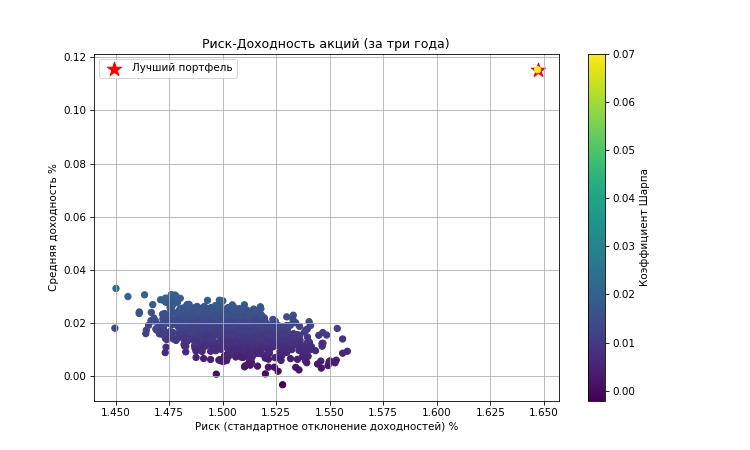 Риск-Доходность акций (за три года)
Лучший портфель
Средняя доходность %
0.12
0.10
0.08
0.06
0.04
0.02
0.00
1.450 1.475 1.500 1.525 1.550 1.575 1.600 1.625 1.650
Риск (стандартное отклонение доходностей) %
0.07
0.06
0.05
0.04
0.03
0.02
0.01
0.00
Коэффициент Шарпа